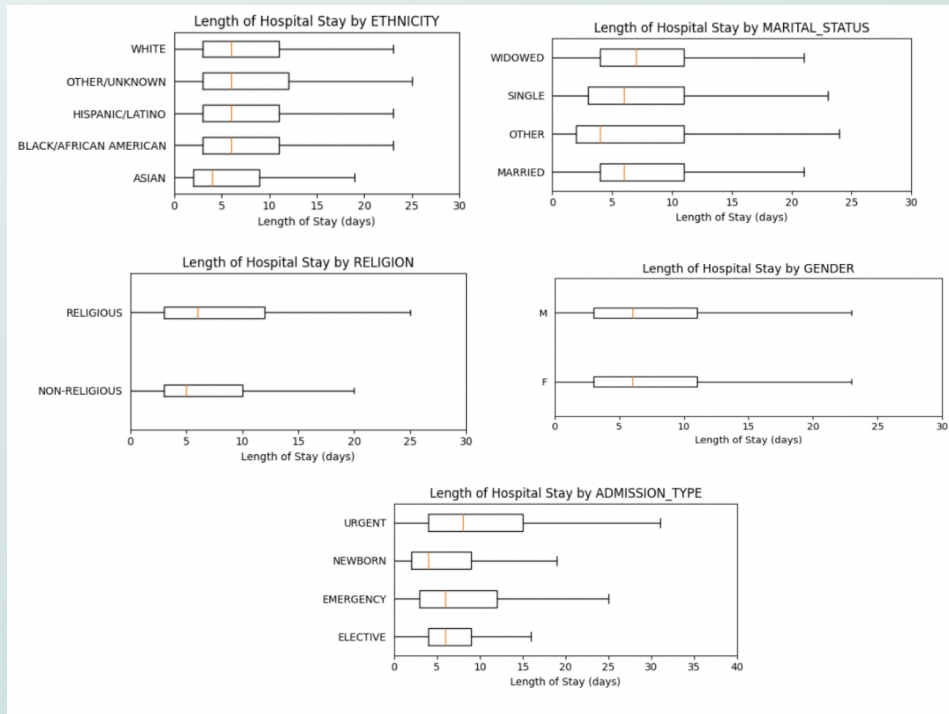 Length of Hospital Stay by ETHNICITY
WHITE
OTHER/UNKNOWN
HISPANIC/LATINO
BLACK/AFRICAN AMERICAN
ASIAN
0 5 10 15 20 25 30
Length of Stay (days)
Length of Hospital Stay by MARITAL_STATUS
WIDOWED
SINGLE
OTHER
MARRIED
0 5 10 15 20 25 30
Length of Stay (days)
Length of Hospital Stay by RELIGION
RELIGIOUS
NON-RELIGIOUS
0 5 10 15 20 25 30
Length of Stay (days)
Length of Hospital Stay by GENDER
M
F
0 5 10 15 20 25 30
Length of Stay (days)
Length of Hospital Stay by ADMISSION_TYPE
URGENT
NEWBORN
EMERGENCY
ELECTIVE
0 5 10 15 20 25 30 35 40
Length of Stay (days)